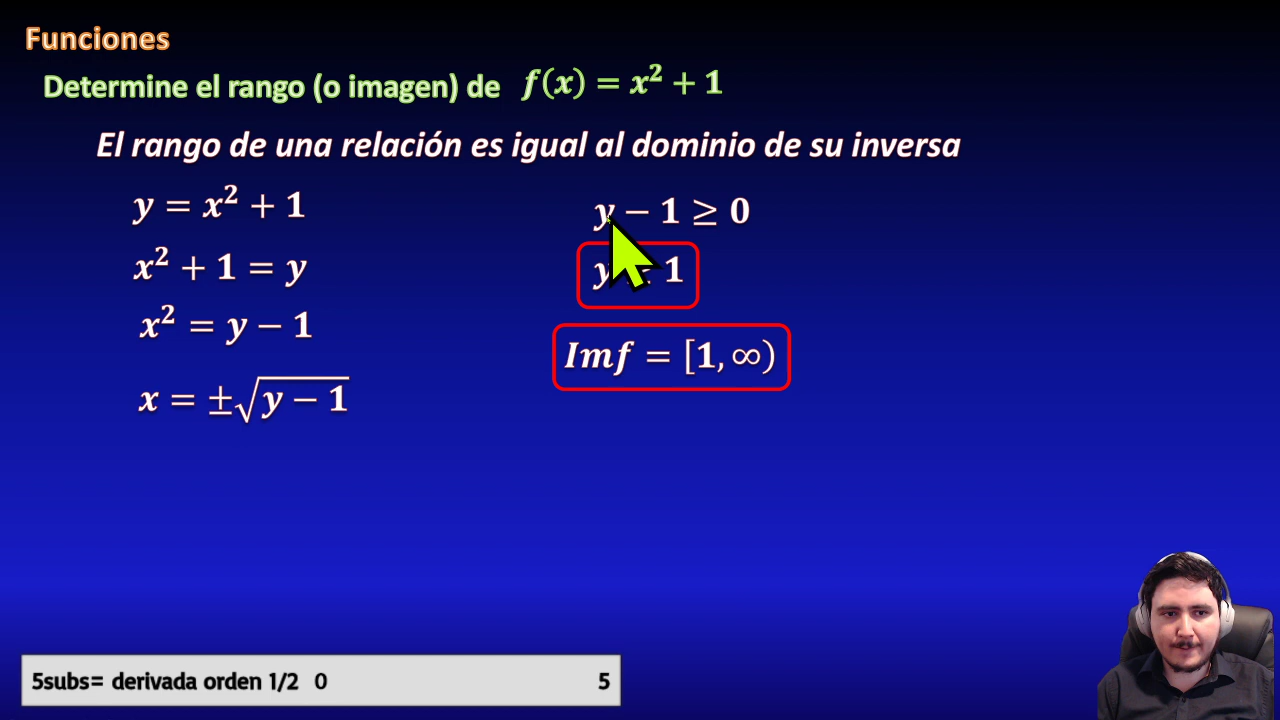 Funciones
Determine el rango (o imagen) de f(x) = x² + 1
El rango de una relación es igual al dominio de su inversa
y = x² + 1
x² + 1 = y
x² = y − 1
x = ±√(y − 1)
y − 1 ≥ 0
y 1
Imf = [1, ∞)
5subs= derivada orden 1/2 0 5